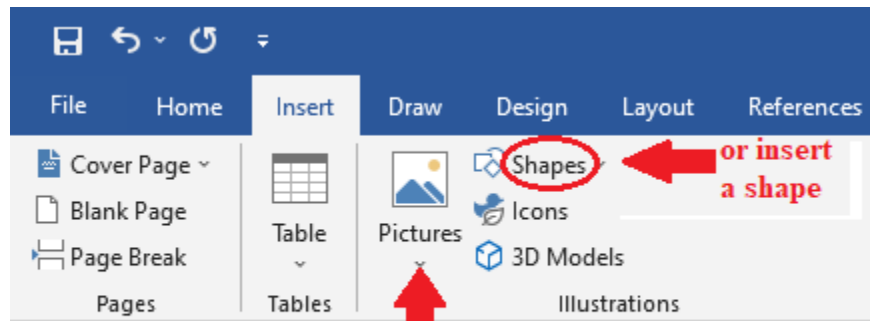 File Home Insert Draw Design Layout References
Cover Page
Blank Page
Page Break
Pages
Table
Tables
Pictures
Shapes
Icons
3D Models
Illustrations
or insert
a shape